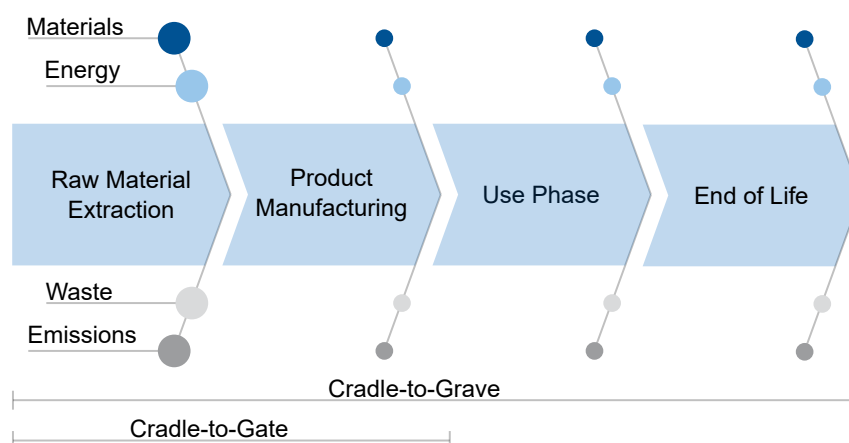 Materials
Energy
Raw Material
Extraction
Product
Manufacturing
Use Phase
End of Life
Waste
Emissions
Cradle-to-Grave
Cradle-to-Gate